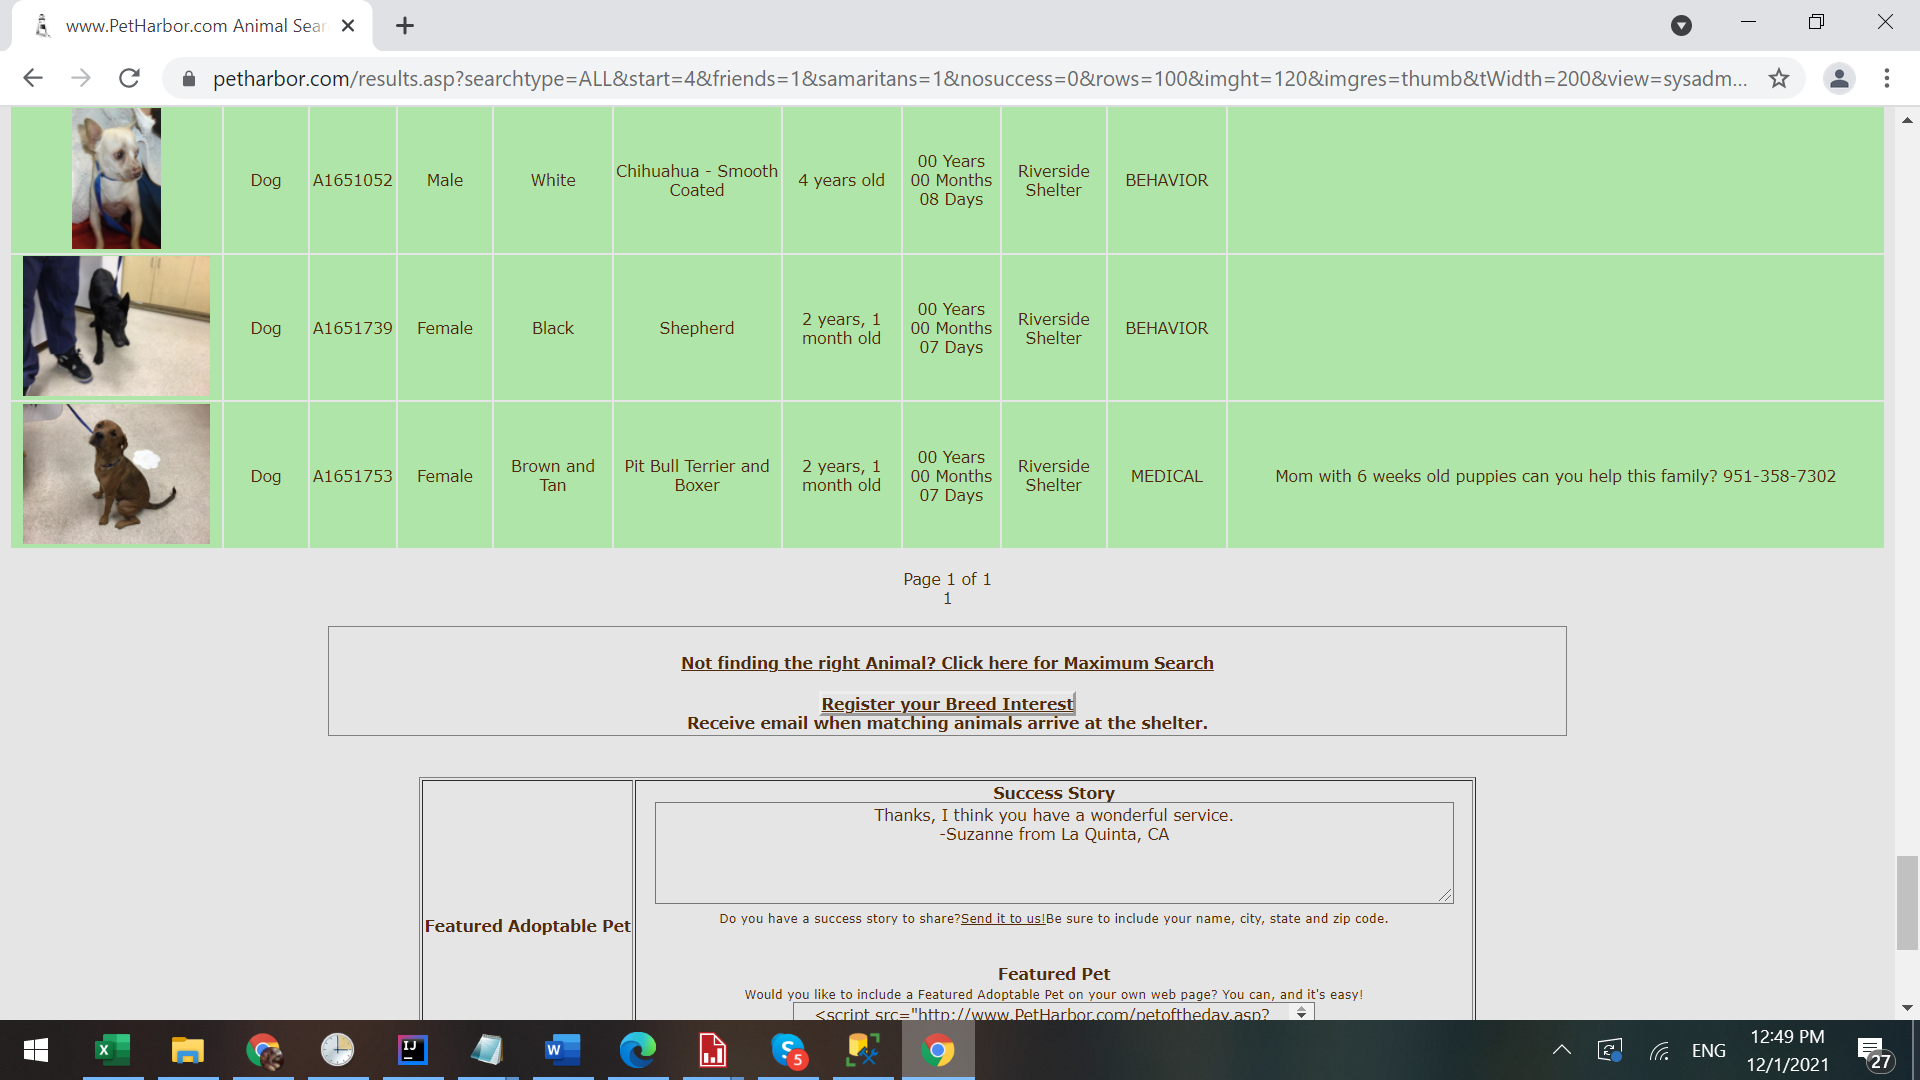 www.PetHarbor.com Animal Sear
petharbor.com/results.asp?searchtype=ALL&start=4&friends=1&samaritans=1&nosuccess=0&rows=100&imght=120&imgres=thumb&tWidth=200&view=sysadm...
Dog
A1651052
Male
White
Chihuahua - Smooth
Coated
4 years old
00 Years
00 Months
08 Days
Riverside
Shelter
BEHAVIOR
Dog
A1651739
Female
Black
Shepherd
2 years, 1
month old
00 Years
00 Months
07 Days
Riverside
Shelter
BEHAVIOR
Dog
A1651753
Female
Brown and
Tan
Pit Bull Terrier and
Boxer
2 years, 1
month old
00 Years
00 Months
07 Days
Riverside
Shelter
MEDICAL
Mom with 6 weeks old puppies can you help this family? 951-358-7302
Page 1 of 1
1
Not finding the right Animal? Click here for Maximum Search
Register your Breed Interest
Receive email when matching animals arrive at the shelter.
Featured Adoptable Pet
Success Story
Thanks, I think you have a wonderful service.
-Suzanne from La Quinta, CA
Do you have a success story to share?Send it to us!Be sure to include your name, city, state and zip code.
Featured Pet
Would you like to include a Featured Adoptable Pet on your own web page? You can, and it's easy!
<script src="http://www.PetHarbor.com/petoftheday.asp?
X
IJ
W
S
5
ENG
12:49 PM
12/1/2021
27